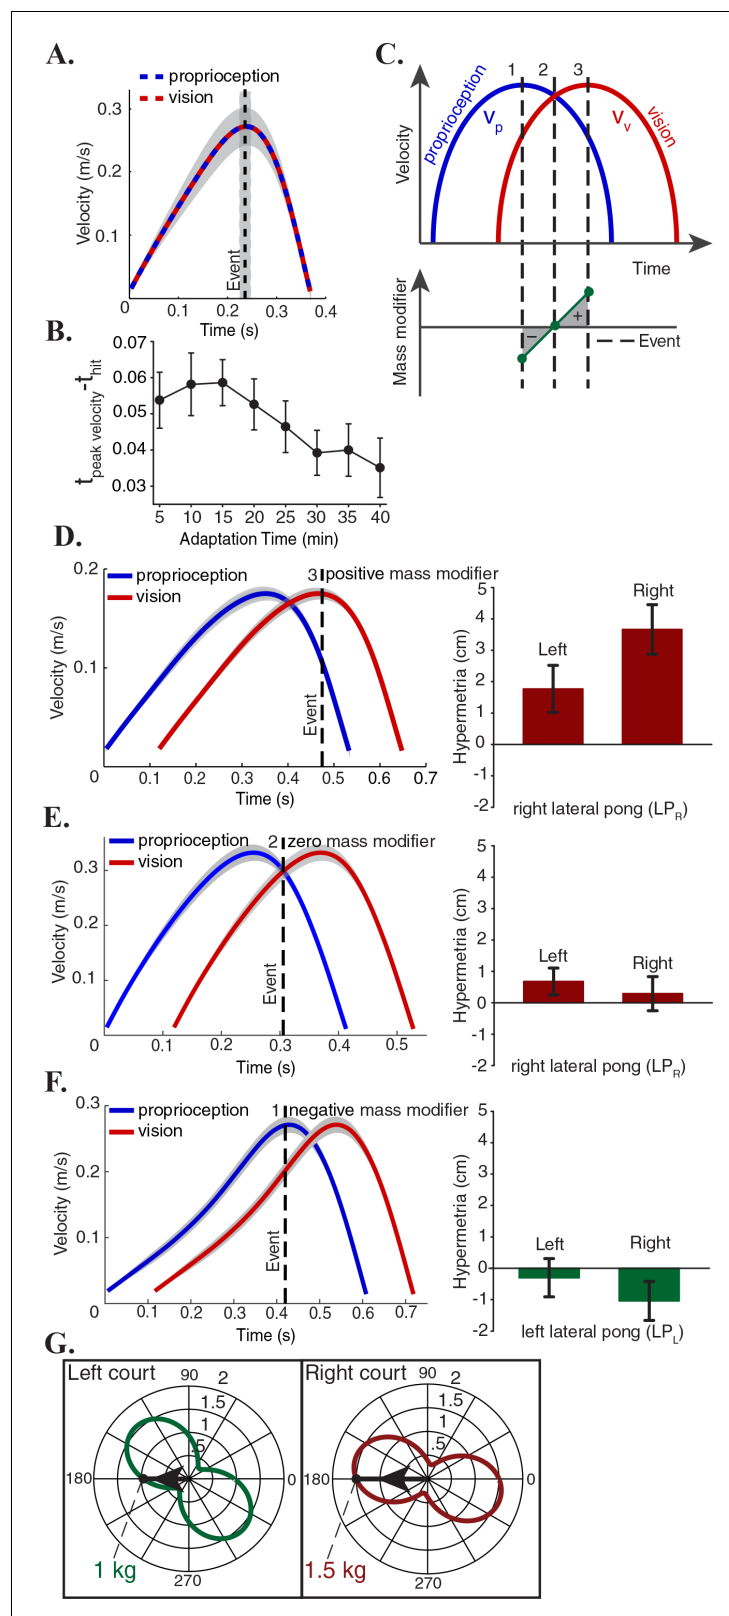 A.
proprioception
vision
Velocity (m/s)
0.3
0.2
0.1
Event
0
0.1
0.2
0.3
0.4
Time (s)
B.
t peak velocity - t hit
0.07
0.06
0.05
0.04
0.03
5
10
15
20
25
30
35
40
Adaptation Time (min)
C.
1
2
3
proprioception
Vp
Vv
vision
Velocity
Time
Mass modifier
−
+
Event
D.
proprioception
vision
3 positive mass modifier
Velocity (m/s)
0.2
0.1
Event
0
0.1
0.2
0.3
0.4
0.5
0.6
0.7
Time (s)
Hypermetria (cm)
5
4
3
2
1
0
-1
-2
Left
Right
right lateral pong (LPR)
E.
proprioception
vision
2 zero mass modifier
Velocity (m/s)
0.3
0.2
0.1
Event
0
0.1
0.2
0.3
0.4
0.5
Time (s)
Hypermetria (cm)
5
4
3
2
1
0
-1
-2
Left
Right
right lateral pong (LPR)
F.
proprioception
vision
1 negative mass modifier
Velocity (m/s)
0.3
0.2
0.1
Event
0
0.1
0.2
0.3
0.4
0.5
0.6
0.7
Time (s)
Hypermetria (cm)
5
4
3
2
1
0
-1
-2
Left
Right
left lateral pong (LPL)
G.
Left court
90
2
1.5
1
.5
180
0
1 kg
270
Right court
90
2
1.5
1
.5
180
0
1.5 kg
270